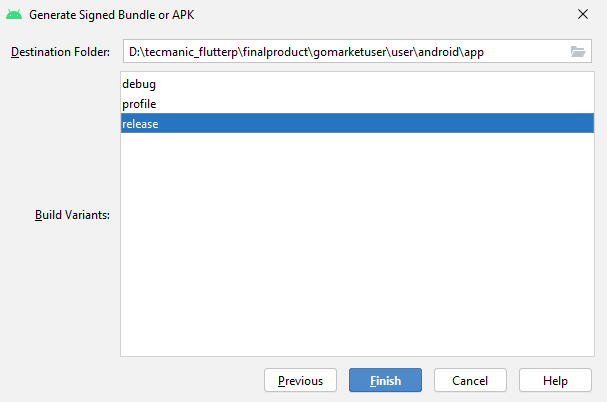 Generate Signed Bundle or APK
Destination Folder: D:\tecmanic_flutterp\finalproduct\gomarketuser\user\android\app
debug
profile
release
Build Variants:
Previous Finish Cancel Help